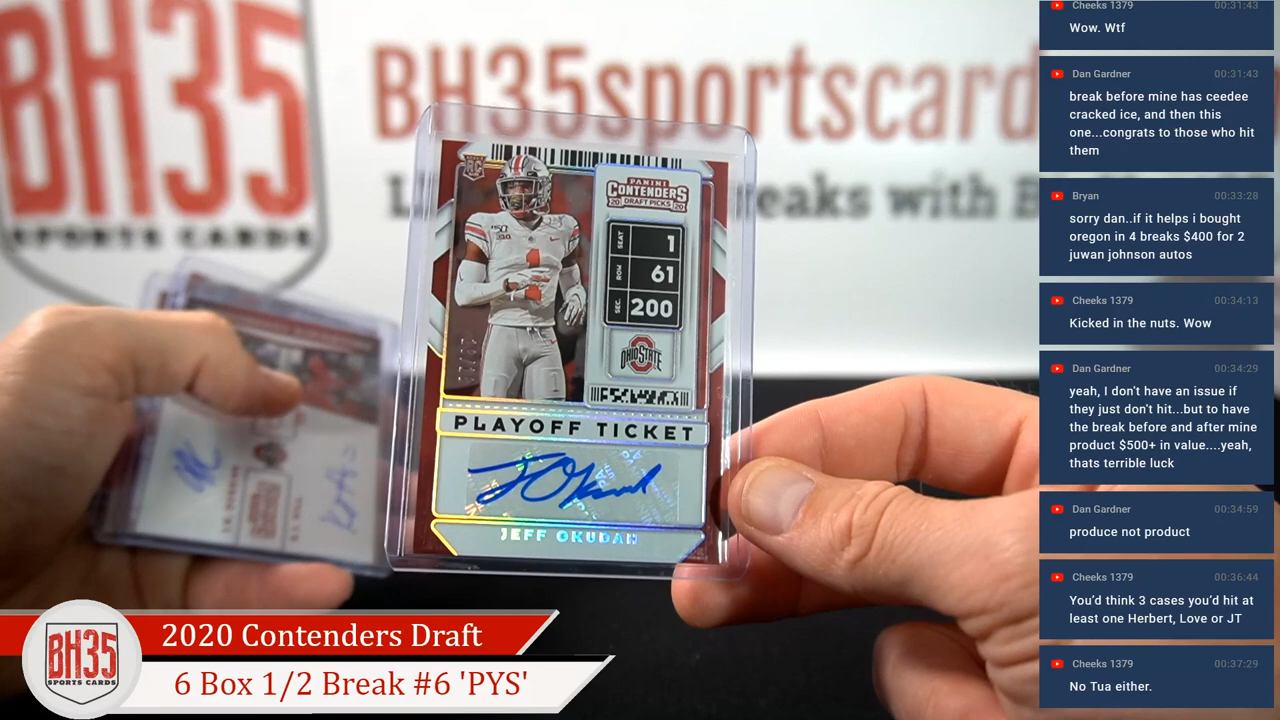 BH35
SPORTS CARDS
BH35sportscard
eaks with B
RC
PANINI
CONTENDERS
20 DRAFT PICKS 20
SEAT 1
ROW 61
SEC. 200
OHIO STATE
PLAYOFF TICKET
JEFF OKUDAH
BH35
SPORTS CARDS
2020 Contenders Draft
6 Box 1/2 Break #6 'PYS'
Cheeks 1379 00:31:43
Wow. Wtf
Dan Gardner 00:31:43
break before mine has ceedee
cracked ice, and then this
one...congrats to those who hit
them
Bryan 00:33:28
sorry dan..if it helps i bought
oregon in 4 breaks $400 for 2
juwan johnson autos
Cheeks 1379 00:34:13
Kicked in the nuts. Wow
Dan Gardner 00:34:29
yeah, I don't have an issue if
they just don't hit...but to have
the break before and after mine
product $500+ in value....yeah,
thats terrible luck
Dan Gardner 00:34:59
produce not product
Cheeks 1379 00:36:44
You'd think 3 cases you'd hit at
least one Herbert, Love or JT
Cheeks 1379 00:37:29
No Tua either.